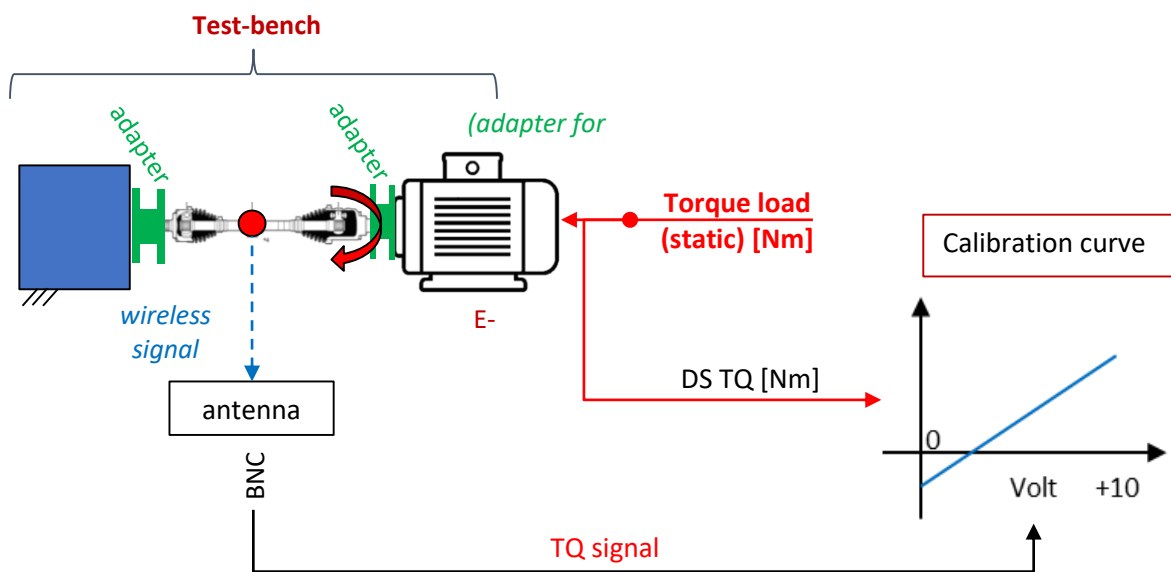 Test-bench
adapter
adapter
(adapter for
Torque load
(static) [Nm]
Calibration curve
E-
wireless
signal
DS TQ [Nm]
antenna
0
BNC
Volt +10
TQ signal